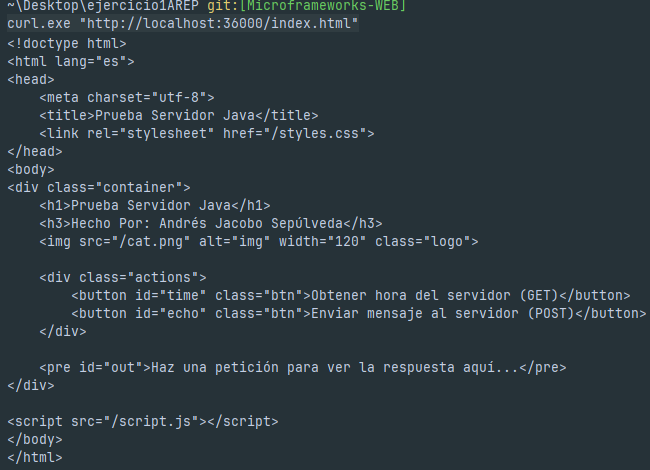 ~\Desktop\ejercicio1AREP git:[Microframeworks-WEB]
curl.exe "http://localhost:36000/index.html"
<!doctype html>
<html lang="es">
<head>
    <meta charset="utf-8">
    <title>Prueba Servidor Java</title>
    <link rel="stylesheet" href="/styles.css">
</head>
<body>
<div class="container">
    <h1>Prueba Servidor Java</h1>
    <h3>Hecho Por: Andrés Jacobo Sepúlveda</h3>
    <img src="/cat.png" alt="img" width="120" class="logo">

    <div class="actions">
        <button id="time" class="btn">Obtener hora del servidor (GET)</button>
        <button id="echo" class="btn">Enviar mensaje al servidor (POST)</button>
    </div>

    <pre id="out">Haz una petición para ver la respuesta aquí...</pre>
</div>

<script src="/script.js"></script>
</body>
</html>